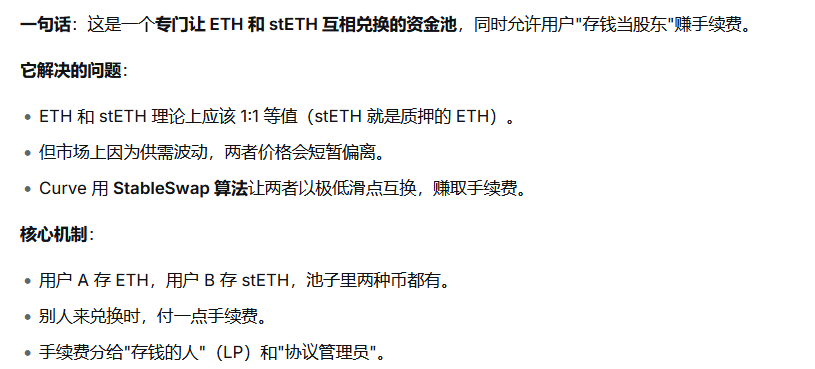 一句话：这是一个专门让 ETH 和 stETH 互相兑换的资金池，同时允许用户"存钱当股东"赚手续费。
它解决的问题：
• ETH 和 stETH 理论上应该 1:1 等值（stETH 就是质押的 ETH）。
• 但市场上因为供需波动，两者价格会短暂偏离。
• Curve 用 StableSwap 算法让两者以极低滑点互换，赚取手续费。
核心机制：
• 用户 A 存 ETH，用户 B 存 stETH，池子里两种币都有。
• 别人来兑换时，付一点手续费。
• 手续费分给"存钱的人"（LP）和"协议管理员"。